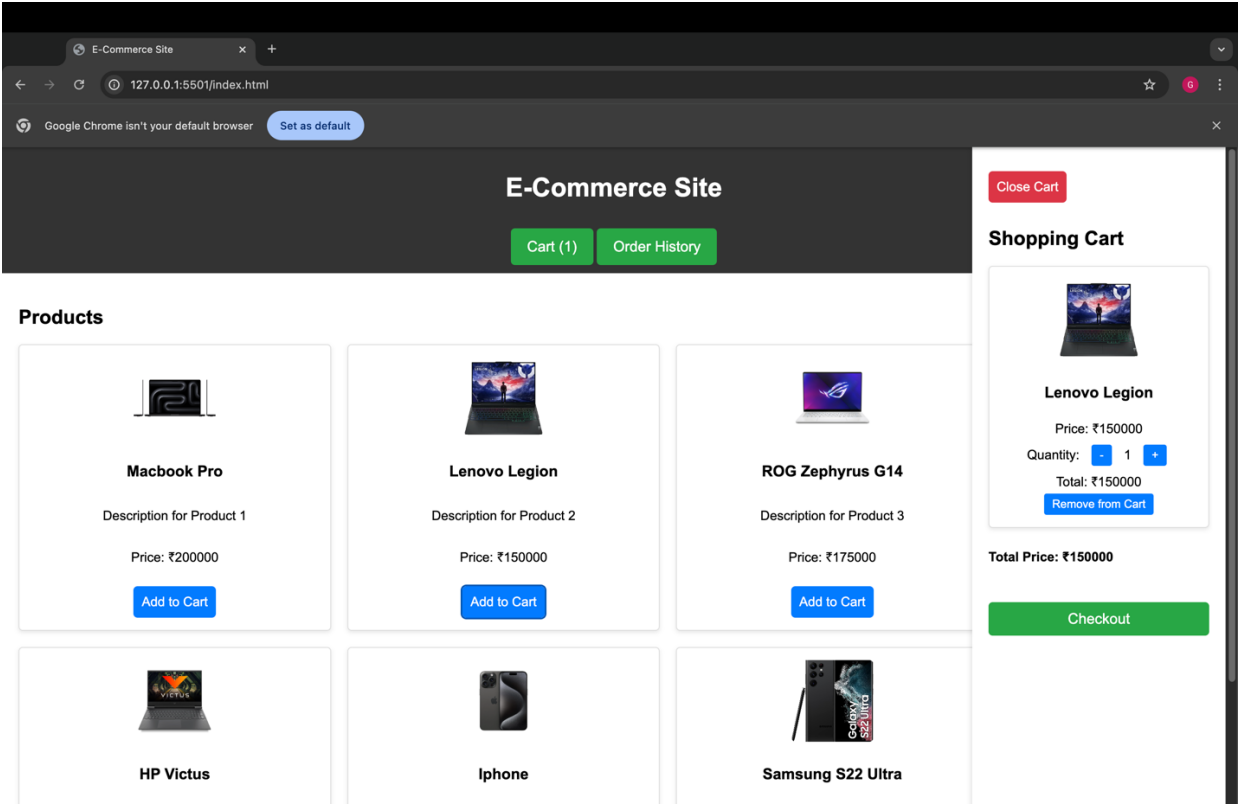 E-Commerce Site
127.0.0.1:5501/index.html
G
Google Chrome isn't your default browser Set as default
E-Commerce Site
Cart (1) Order History
Products
Macbook Pro
Description for Product 1
Price: ₹200000
Add to Cart
Lenovo Legion
Description for Product 2
Price: ₹150000
Add to Cart
ROG Zephyrus G14
Description for Product 3
Price: ₹175000
Add to Cart
VICTUS
HP Victus
Iphone
Galaxy
S22 Ultra
Samsung S22 Ultra
Close Cart
Shopping Cart
Lenovo Legion
Price: ₹150000
Quantity: - 1 +
Total: ₹150000
Remove from Cart
Total Price: ₹150000
Checkout